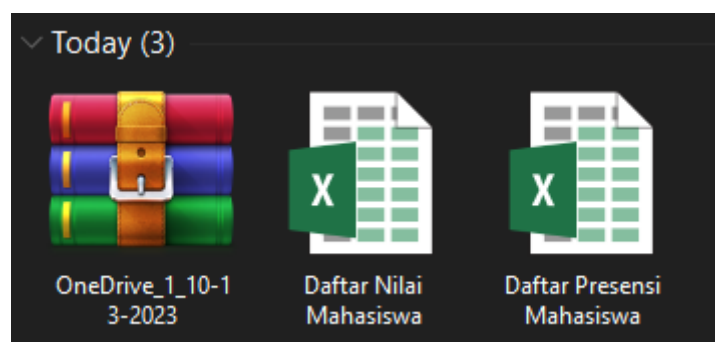 Today (3)
OneDrive_1_10-1
3-2023
Daftar Nilai
Mahasiswa
Daftar Presensi
Mahasiswa
X
X